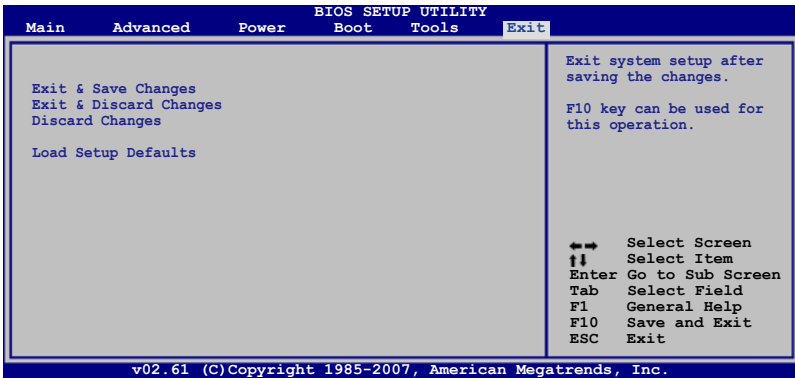 BIOS SETUP UTILITY
Main Advanced Power Boot Tools Exit
Exit & Save Changes
Exit & Discard Changes
Discard Changes
Load Setup Defaults
Exit system setup after
saving the changes.
F10 key can be used for
this operation.
←→ Select Screen
↑↓ Select Item
Enter Go to Sub Screen
Tab Select Field
F1 General Help
F10 Save and Exit
ESC Exit
v02.61 (C)Copyright 1985-2007, American Megatrends, Inc.